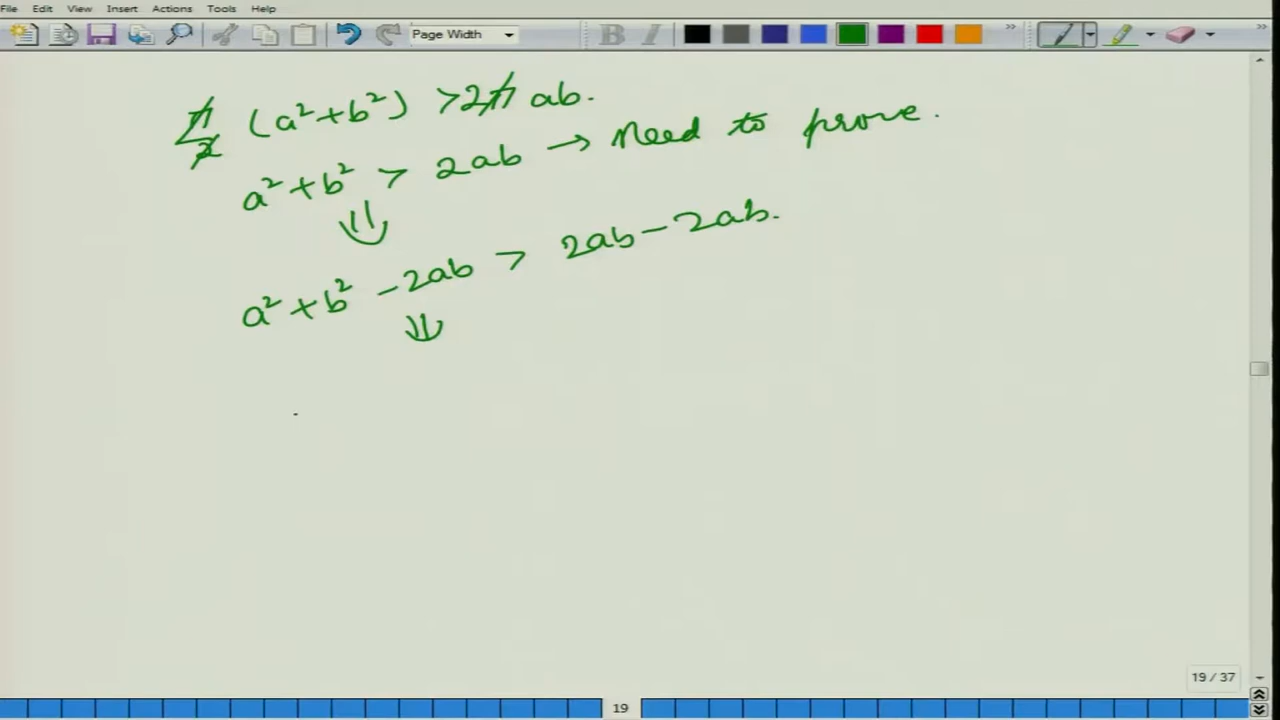 File Edit View Insert Actions Tools Help
Page Width B I
π/2 (a²+b²) >2π ab.
a²+b² > 2ab → Need to prove.
⇓
a²+b² -2ab > 2ab-2ab.
⇓
19/37
19